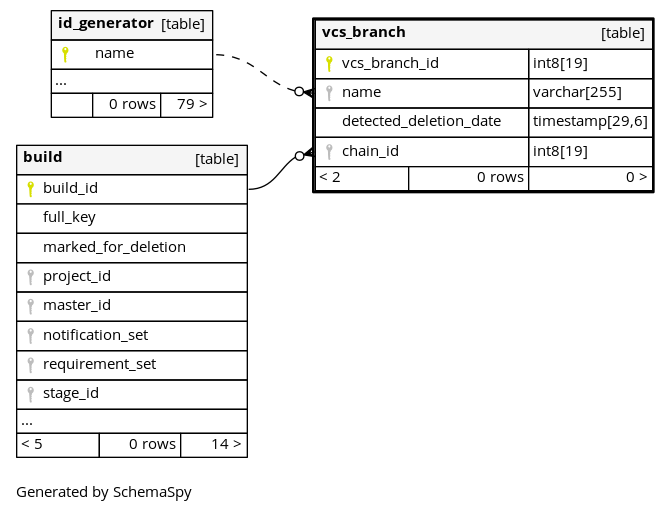 id_generator [table]
name
...
0 rows 79 >
vcs_branch [table]
vcs_branch_id int8[19]
name varchar[255]
detected_deletion_date timestamp[29,6]
chain_id int8[19]
< 2 0 rows 0 >
build [table]
build_id
full_key
marked_for_deletion
project_id
master_id
notification_set
requirement_set
stage_id
...
< 5 0 rows 14 >
Generated by SchemaSpy